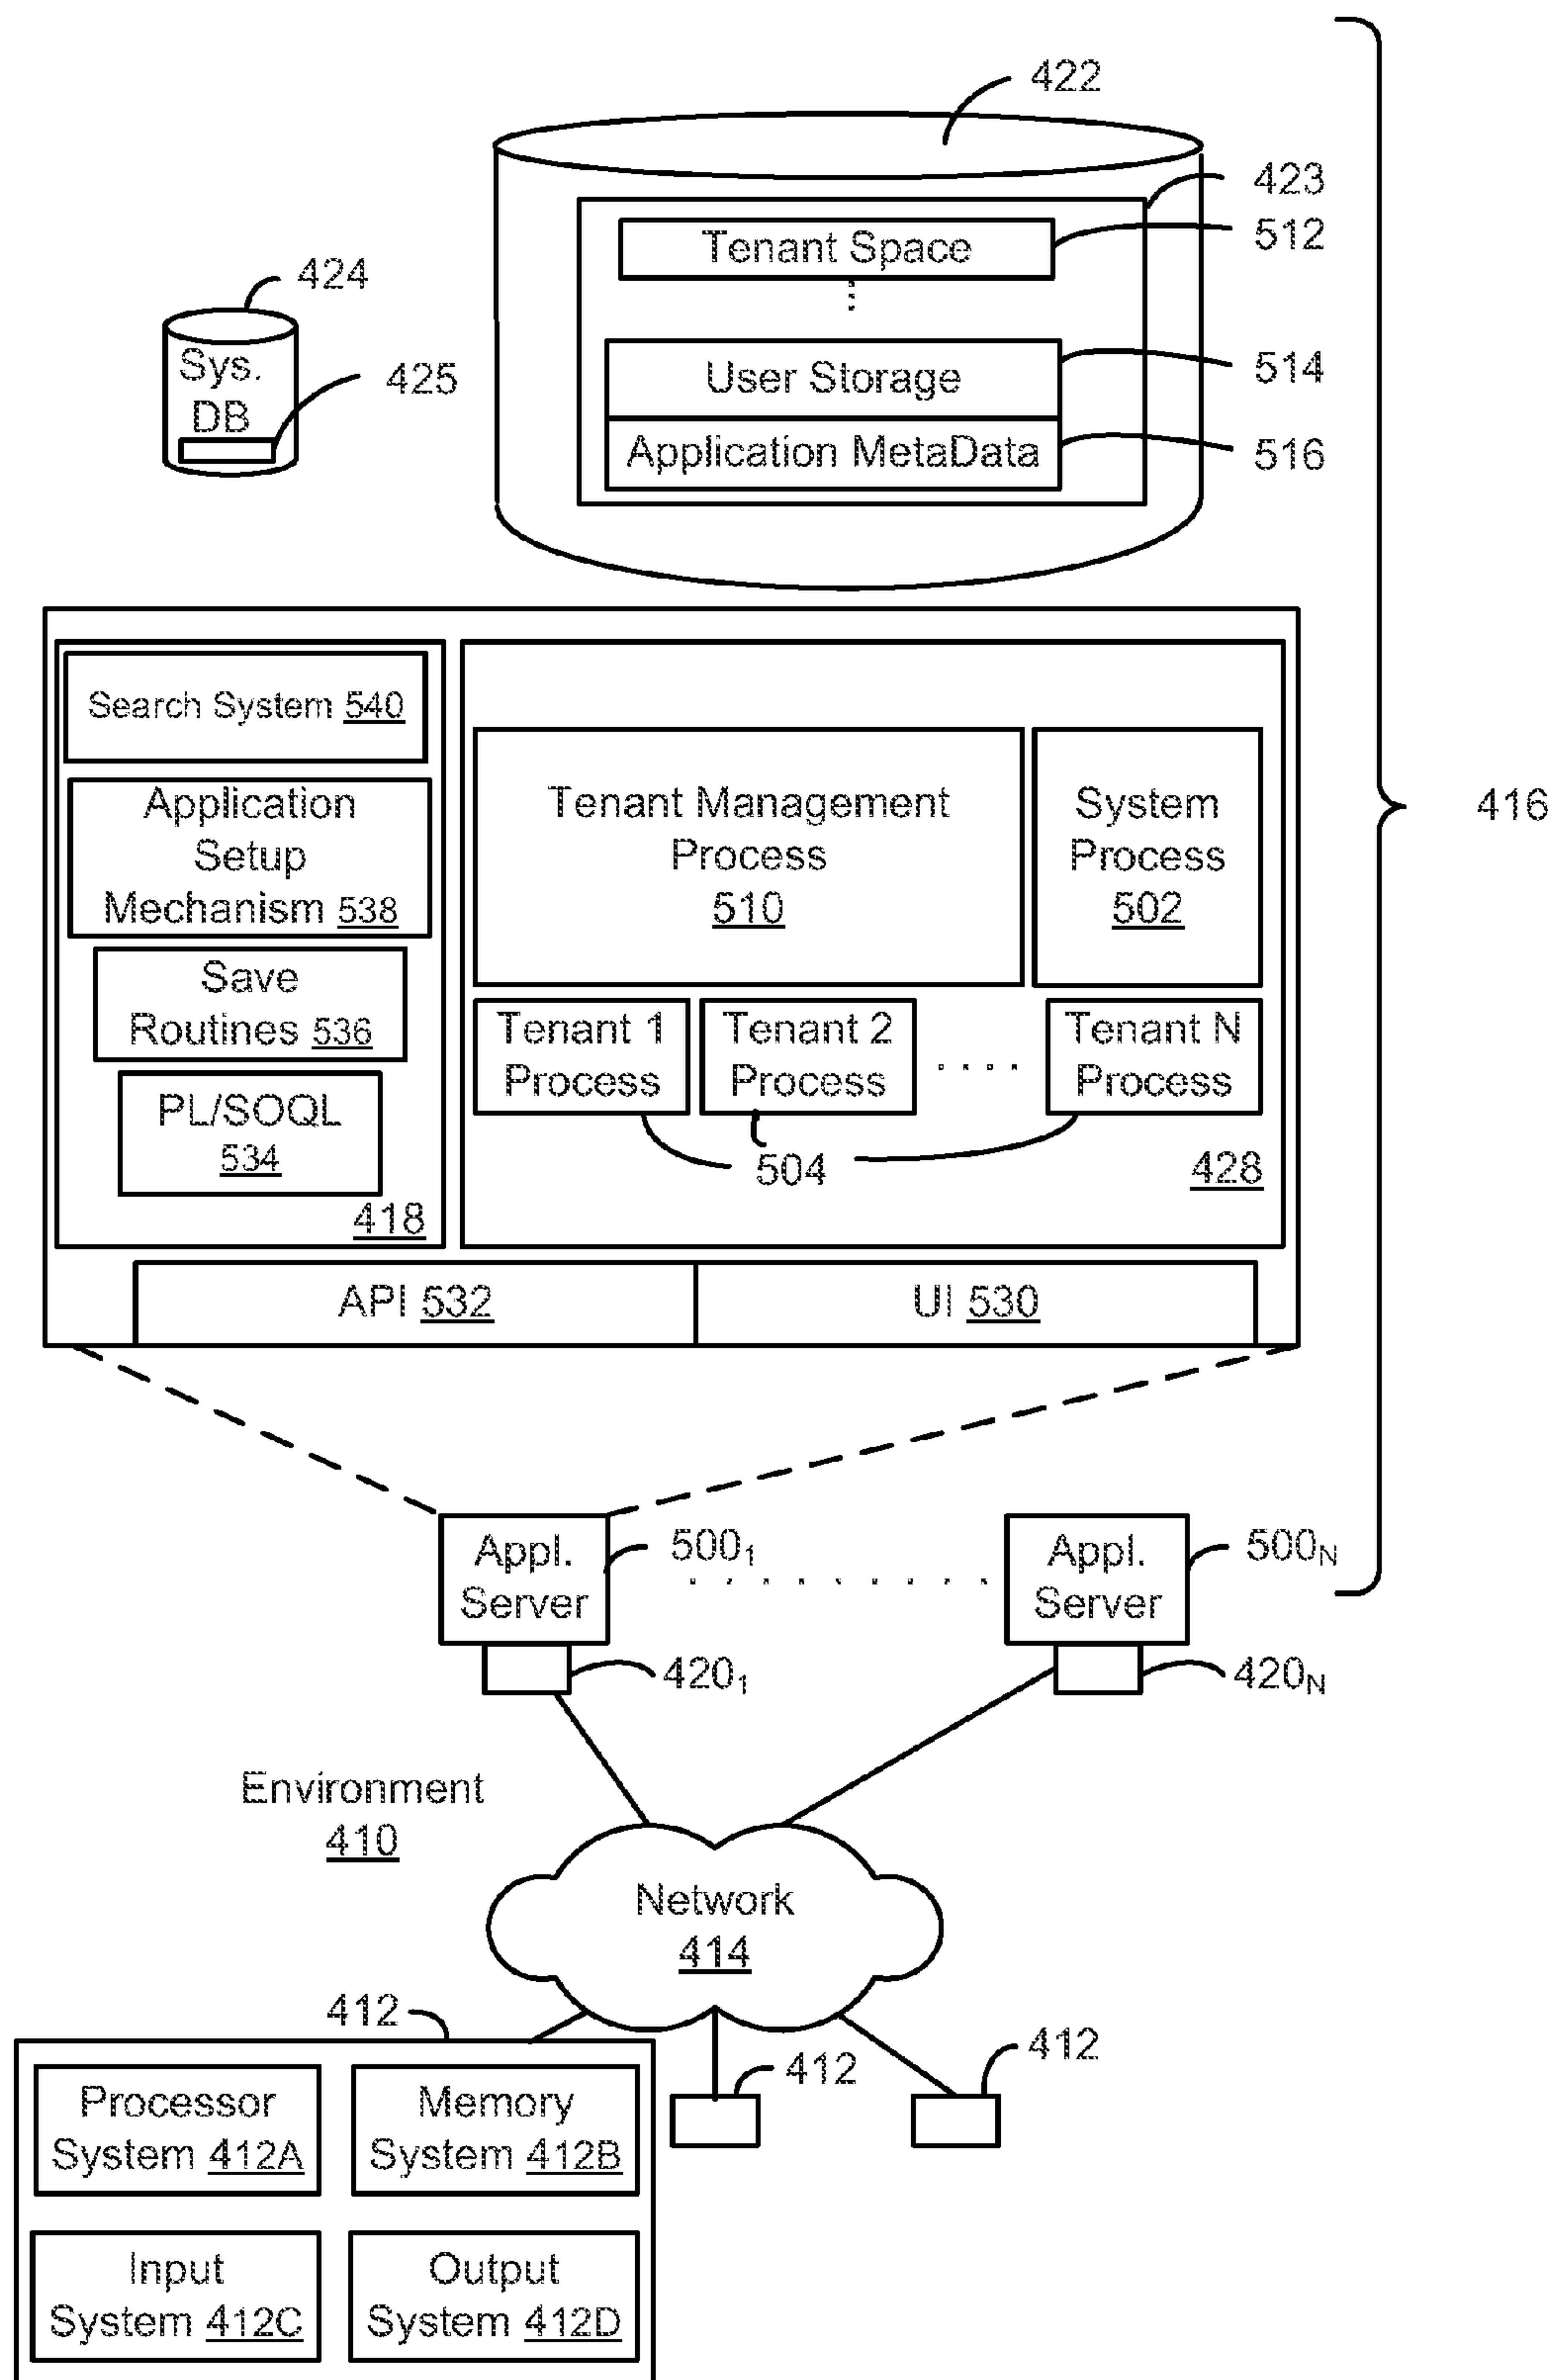 422
423
Tenant Space
512
424
Sys.
DB
425
User Storage
514
Application MetaData
516
416
Search System 540
Application
Setup
Mechanism 538
Save
Routines 536
PL/SOQL
534
418
Tenant Management
Process
510
System
Process
502
Tenant 1
Process
Tenant 2
Process
Tenant N
Process
504
428
API 532
UI 530
Appl.
Server
500₁
Appl.
Server
500N
420₁
420N
Environment
410
Network
414
412
412
412
Processor
System 412A
Memory
System 412B
Input
System 412C
Output
System 412D